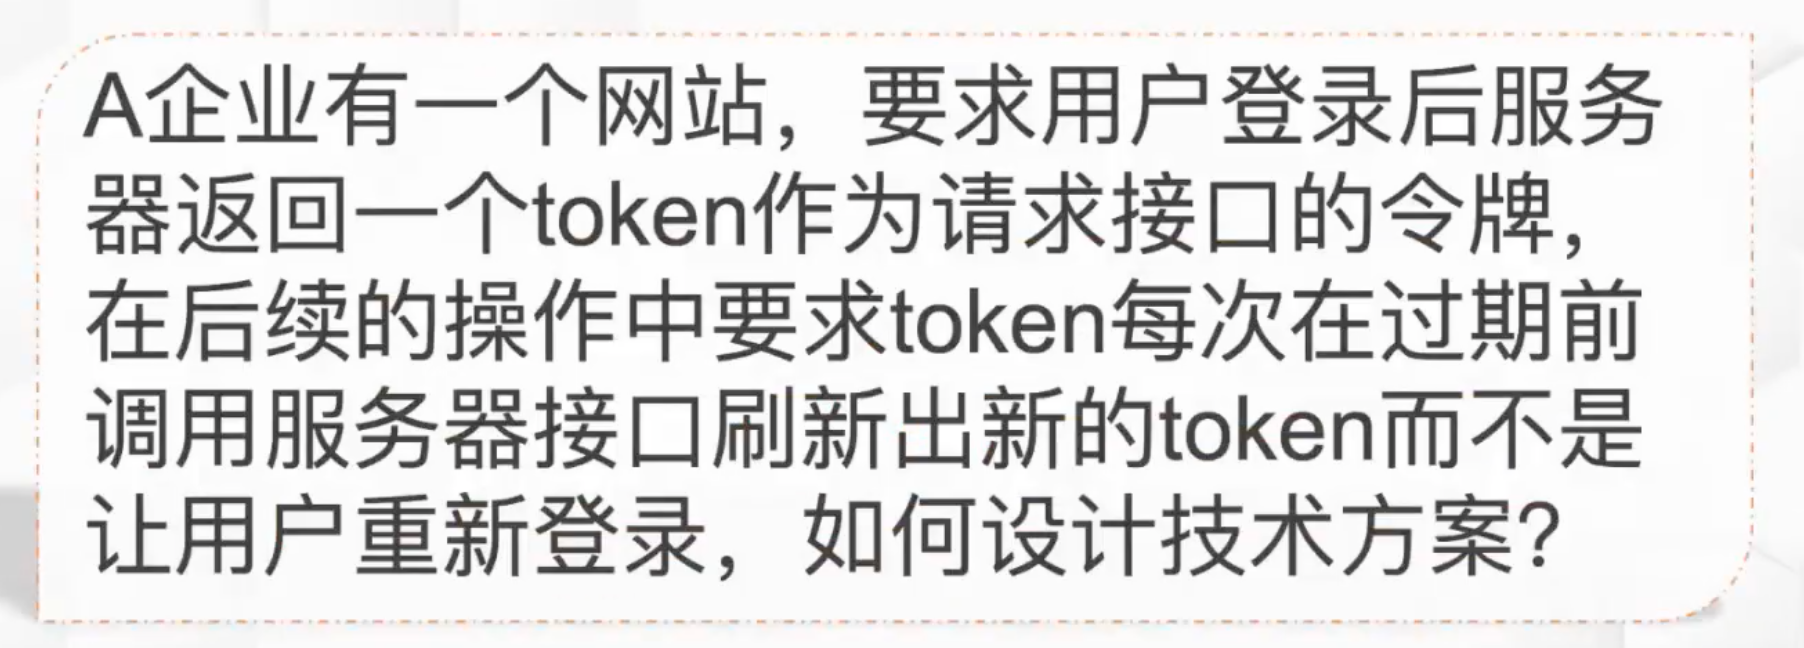 A企业有一个网站，要求用户登录后服务
器返回一个token作为请求接口的令牌，
在后续的操作中要求token每次在过期前
调用服务器接口刷新出新的token而不是
让用户重新登录，如何设计技术方案？